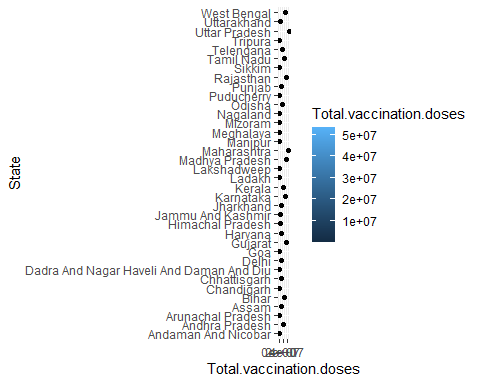 West Bengal
Uttarakhand
Uttar Pradesh
Tripura
Telengana
Tamil Nadu
Sikkim
Rajasthan
Punjab
Puducherry
Odisha
Nagaland
Mizoram
Meghalaya
Manipur
Maharashtra
Madhya Pradesh
Lakshadweep
Ladakh
Kerala
Karnataka
Jharkhand
Jammu And Kashmir
Himachal Pradesh
Haryana
Gujarat
Goa
Delhi
Dadra And Nagar Haveli And Daman And Diu
Chhattisgarh
Chandigarh
Bihar
Assam
Arunachal Pradesh
Andhra Pradesh
Andaman And Nicobar
State
Total.vaccination.doses
Total.vaccination.doses
5e+07
4e+07
3e+07
2e+07
1e+07